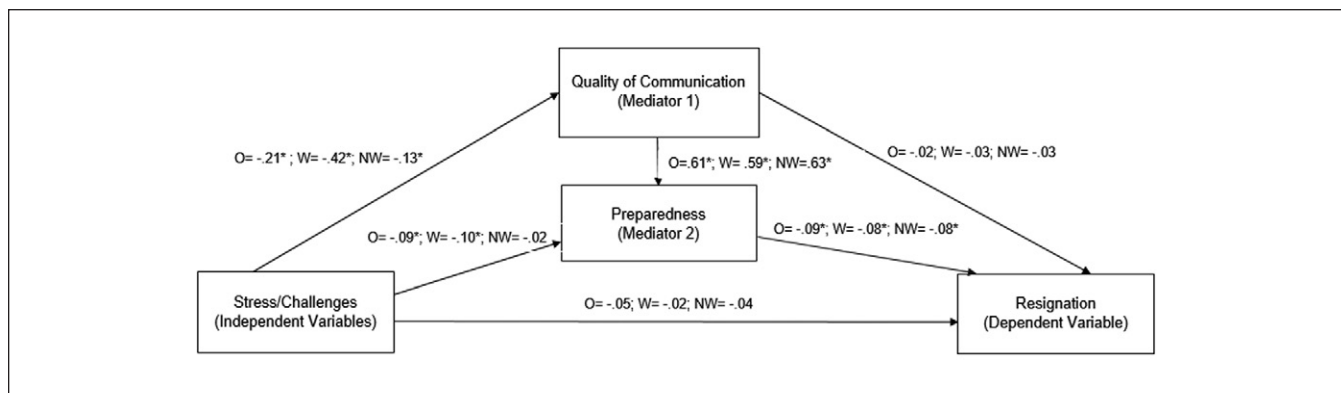 Quality of Communication
(Mediator 1)
O= -.21* ; W= -.42*; NW= -.13*
O=.61*; W= .59*; NW=.63*
O= -.02; W= -.03; NW= -.03
Preparedness
(Mediator 2)
O= -.09*; W= -.10*; NW= -.02
O= -.09*; W= -.08*; NW= -.08*
Stress/Challenges
(Independent Variables)
O= -.05; W= -.02; NW= -.04
Resignation
(Dependent Variable)